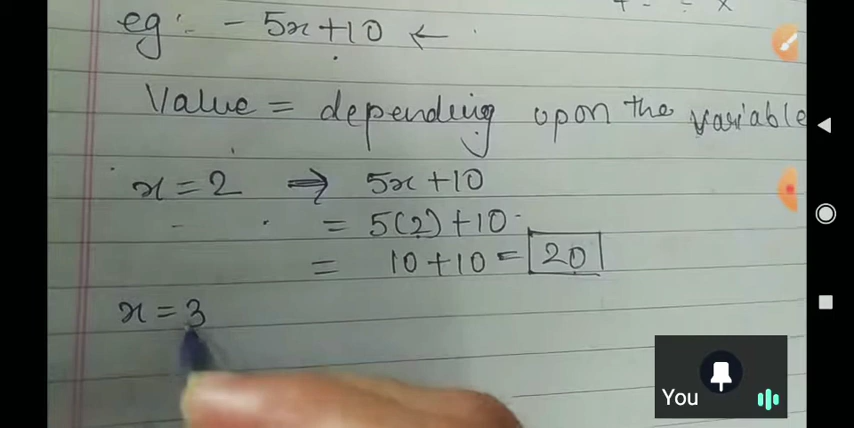 + - ÷ x
eg :- - 5x+10 ←
Value = depending upon the variable
x=2 ⇒ 5x+10
= 5(2)+10
= 10+10 = 20
x=3
You